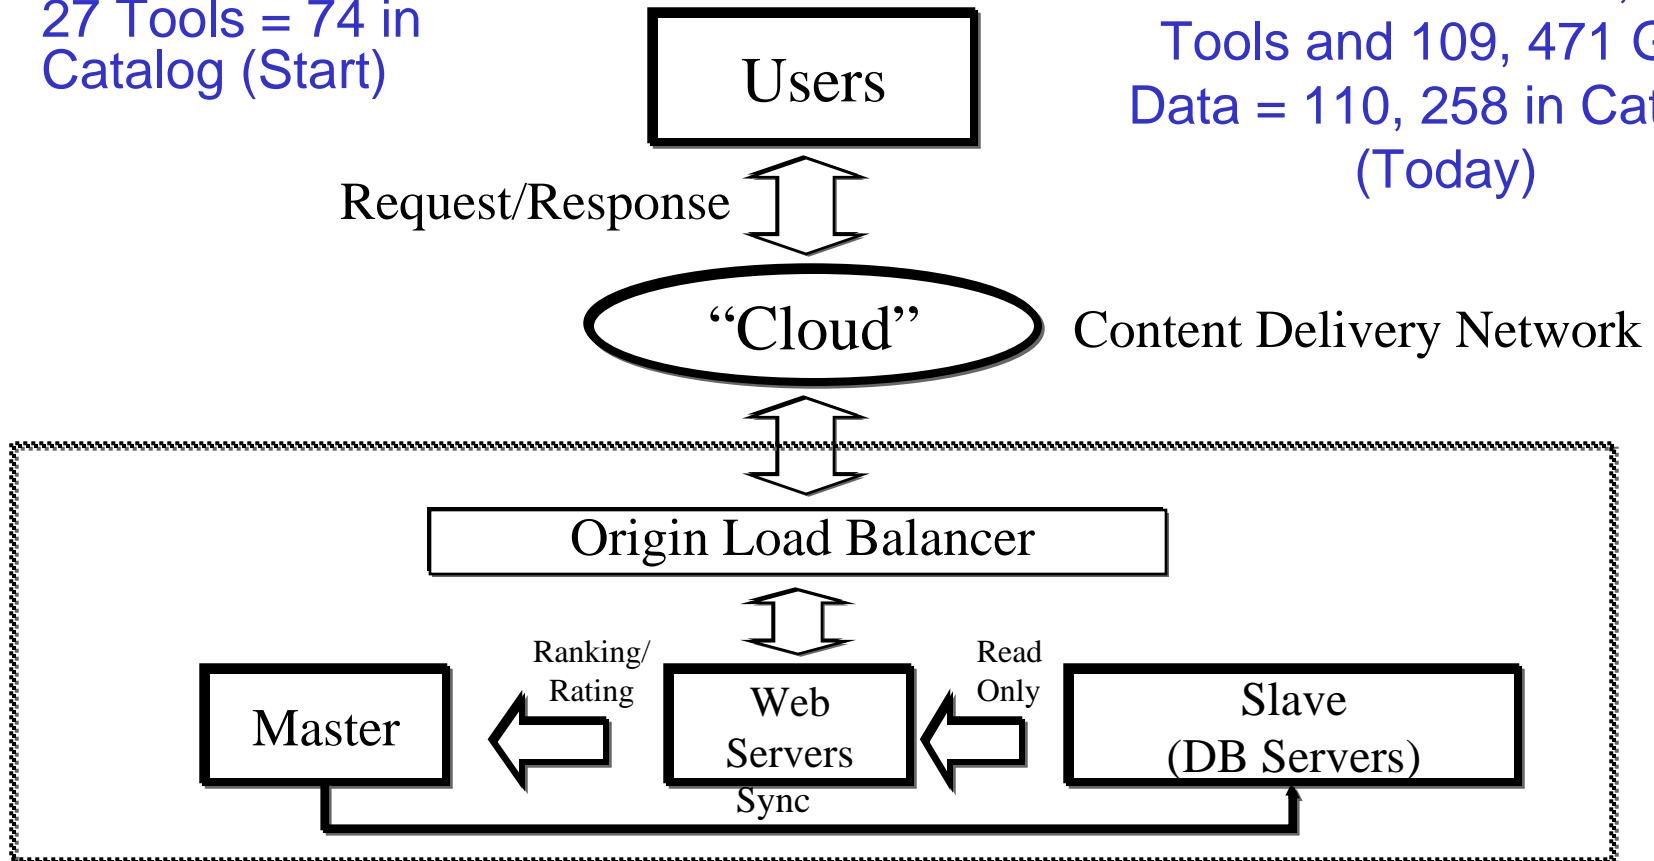 27 Tools = 74 in
Catalog (Start)
Tools and 109, 471
Data = 110, 258 in
(Today)
Users
Request/Response
“Cloud”
Content Delivery Network
Origin Load Balancer
Ranking/
Rating
Read
Only
Master
Web
Servers
Slave
(DB Servers)
Sync